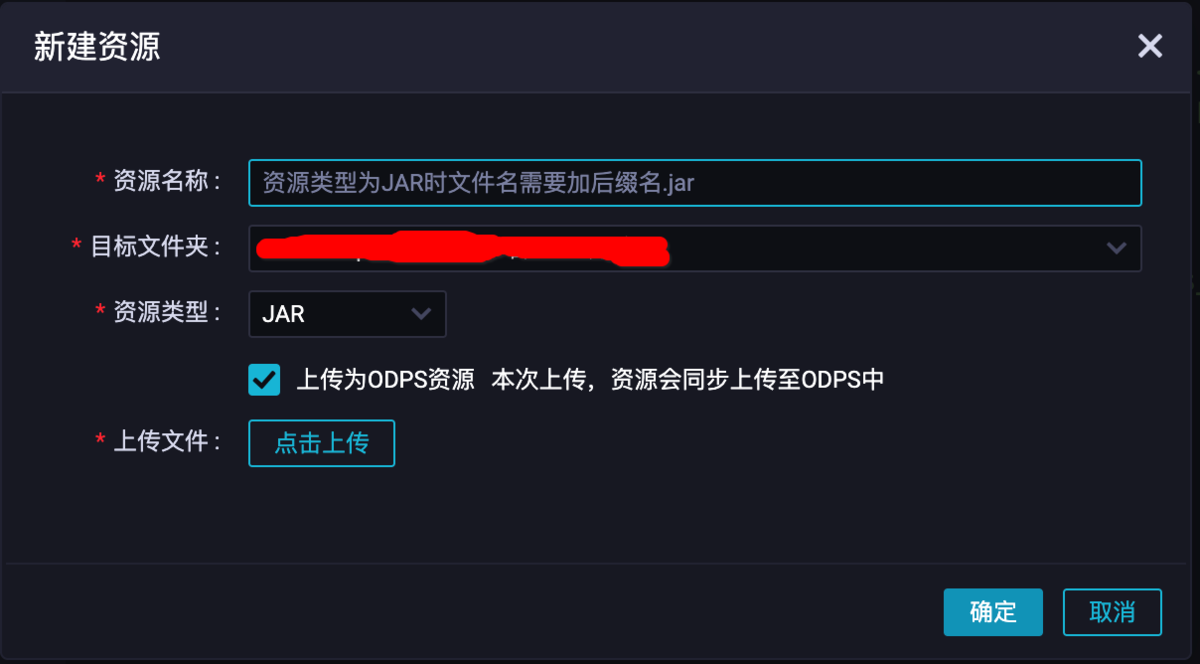 新建资源
* 资源名称 : 资源类型为JAR时文件名需要加后缀名.jar
* 目标文件夹 :
* 资源类型 : JAR
上传为ODPS资源 本次上传，资源会同步上传至ODPS中
* 上传文件 : 点击上传
确定 取消